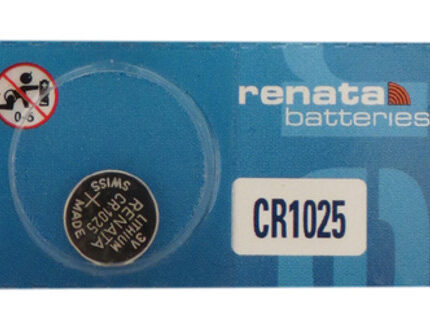 renata
batteries
0-3
CR1025
SWISS + MADE
3V
LITHIUM
RENATA
CR1025